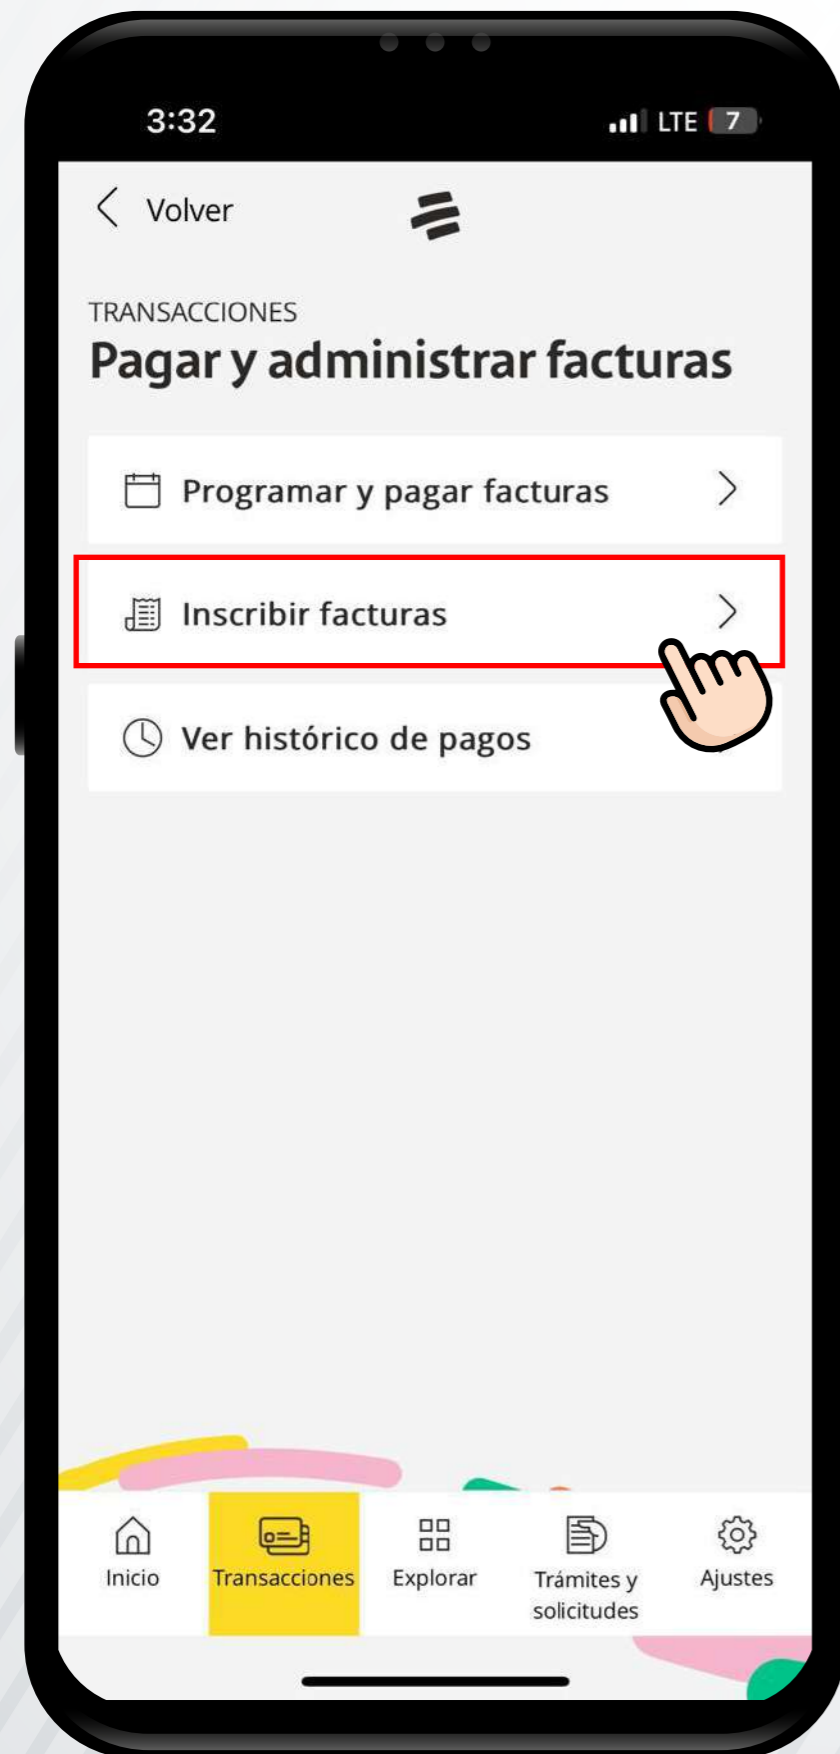 3:32 LTE 7
Volver
TRANSACCIONES
Pagar y administrar facturas
Programar y pagar facturas
Inscribir facturas
Ver histórico de pagos
Inicio
Transacciones
Explorar
Trámites y
solicitudes
Ajustes